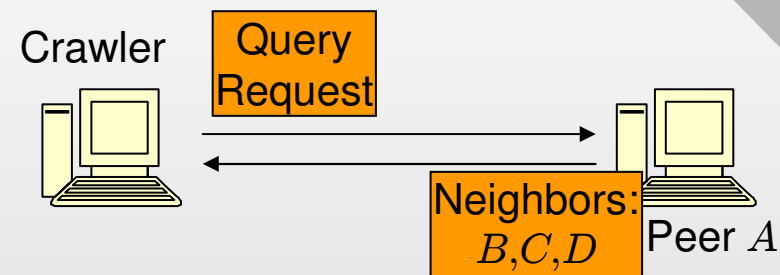 Crawler
Query
Request
Neighbors:
B,C,D
Peer A